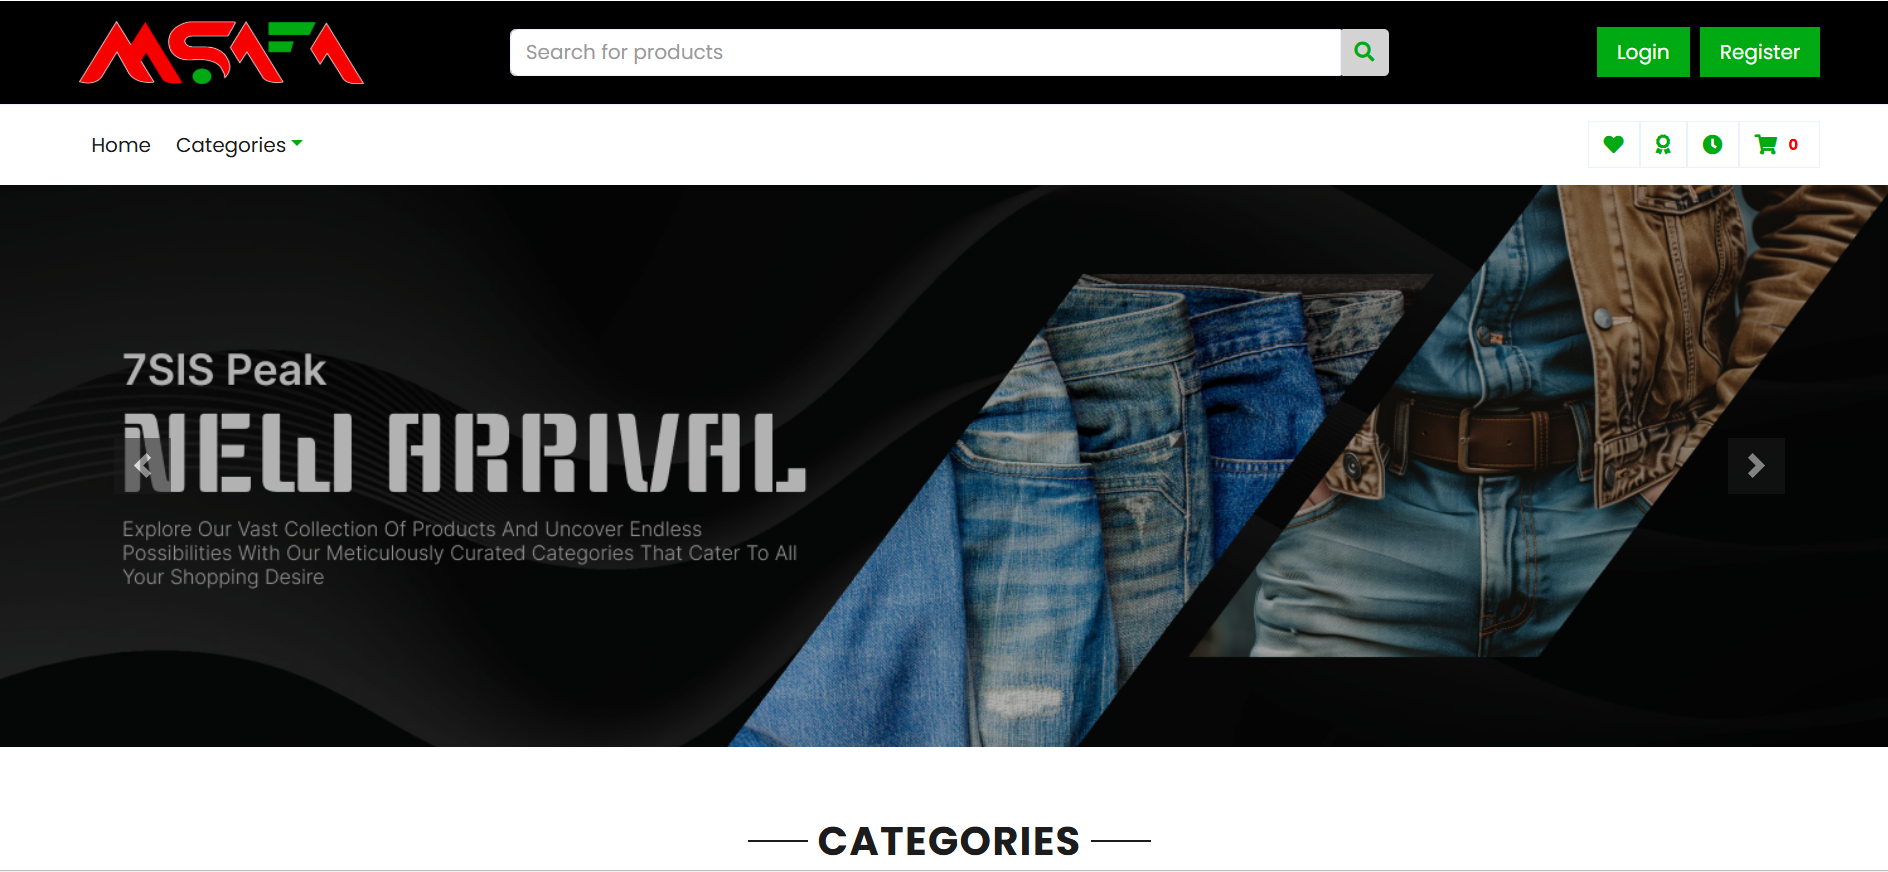 MSAFA
Search for products
Login
Register
Home
Categories
0
7SIS Peak
NEW ARRIVAL
Explore Our Vast Collection Of Products And Uncover Endless
Possibilities With Our Meticulously Curated Categories That Cater To All
Your Shopping Desire
CATEGORIES